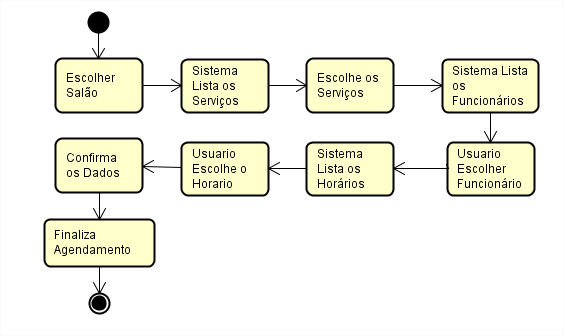 Escolher
Salão
Sistema
Lista os
Serviços
Escolhe os
Serviços
Sistema Lista
os
Funcionários
Usuario
Escolher
Funcionário
Sistema
Lista os
Horários
Usuario
Escolhe o
Horario
Confirma
os Dados
Finaliza
Agendamento